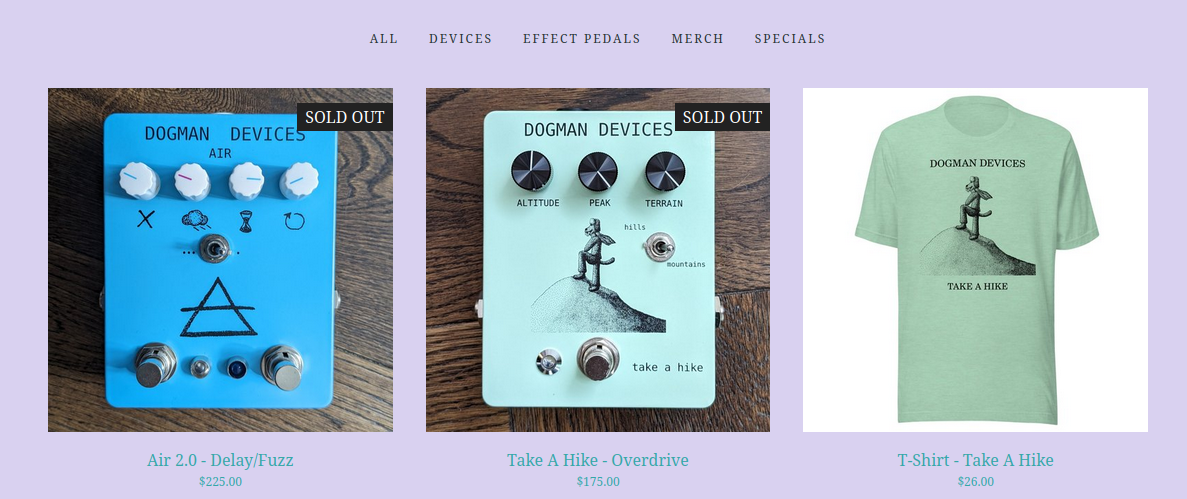 ALL DEVICES EFFECT PEDALS MERCH SPECIALS
SOLD OUT
DOGMAN DEVICES
AIR
SOLD OUT
DOGMAN DEVICES
ALTITUDE PEAK TERRAIN
hills
mountains
take a hike
DOGMAN DEVICES
TAKE A HIKE
Air 2.0 - Delay/Fuzz
$225.00
Take A Hike - Overdrive
$175.00
T-Shirt - Take A Hike
$26.00